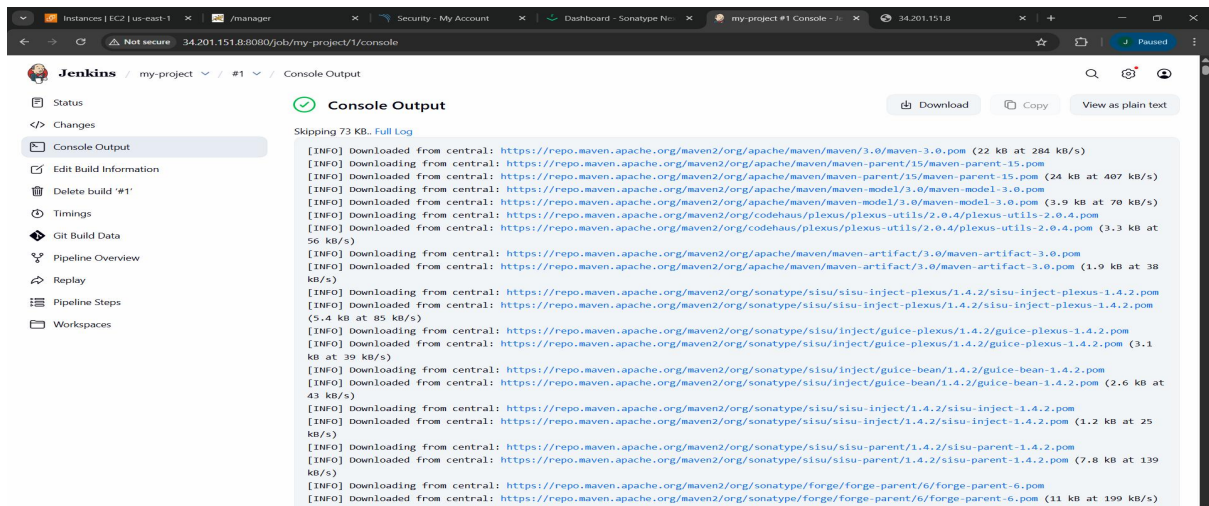 Instances | EC2 | us-east-1
/manager
Security - My Account
Dashboard - Sonatype Ne
my-project #1 Console - Je
34.201.151.8
Not secure 34.201.151.8:8080/job/my-project/1/console
J Paused
Jenkins / my-project / #1 / Console Output
Status
Changes
Console Output
Edit Build Information
Delete build '#1'
Timings
Git Build Data
Pipeline Overview
Replay
Pipeline Steps
Workspaces
Console Output
Download
Copy
View as plain text
Skipping 73 KB.. Full Log
[INFO] Downloaded from central: https://repo.maven.apache.org/maven2/org/apache/maven/maven/3.0/maven-3.0.pom (22 kB at 284 kB/s)
[INFO] Downloading from central: https://repo.maven.apache.org/maven2/org/apache/maven/maven-parent/15/maven-parent-15.pom
[INFO] Downloaded from central: https://repo.maven.apache.org/maven2/org/apache/maven/maven-parent/15/maven-parent-15.pom (24 kB at 407 kB/s)
[INFO] Downloading from central: https://repo.maven.apache.org/maven2/org/apache/maven/maven-model/3.0/maven-model-3.0.pom
[INFO] Downloaded from central: https://repo.maven.apache.org/maven2/org/apache/maven/maven-model/3.0/maven-model-3.0.pom (3.9 kB at 70 kB/s)
[INFO] Downloading from central: https://repo.maven.apache.org/maven2/org/codehaus/plexus/plexus-utils/2.0.4/plexus-utils-2.0.4.pom
[INFO] Downloaded from central: https://repo.maven.apache.org/maven2/org/codehaus/plexus/plexus-utils/2.0.4/plexus-utils-2.0.4.pom (3.3 kB at
56 kB/s)
[INFO] Downloading from central: https://repo.maven.apache.org/maven2/org/apache/maven/maven-artifact/3.0/maven-artifact-3.0.pom
[INFO] Downloaded from central: https://repo.maven.apache.org/maven2/org/apache/maven/maven-artifact/3.0/maven-artifact-3.0.pom (1.9 kB at 38
kB/s)
[INFO] Downloading from central: https://repo.maven.apache.org/maven2/org/sonatype/sisu/sisu-inject-plexus/1.4.2/sisu-inject-plexus-1.4.2.pom
[INFO] Downloaded from central: https://repo.maven.apache.org/maven2/org/sonatype/sisu/sisu-inject-plexus/1.4.2/sisu-inject-plexus-1.4.2.pom
(5.4 kB at 85 kB/s)
[INFO] Downloading from central: https://repo.maven.apache.org/maven2/org/sonatype/sisu/inject/guice-plexus/1.4.2/guice-plexus-1.4.2.pom
[INFO] Downloaded from central: https://repo.maven.apache.org/maven2/org/sonatype/sisu/inject/guice-plexus/1.4.2/guice-plexus-1.4.2.pom (3.1
kB at 39 kB/s)
[INFO] Downloading from central: https://repo.maven.apache.org/maven2/org/sonatype/sisu/inject/guice-bean/1.4.2/guice-bean-1.4.2.pom
[INFO] Downloaded from central: https://repo.maven.apache.org/maven2/org/sonatype/sisu/inject/guice-bean/1.4.2/guice-bean-1.4.2.pom (2.6 kB at
43 kB/s)
[INFO] Downloading from central: https://repo.maven.apache.org/maven2/org/sonatype/sisu/sisu-inject/1.4.2/sisu-inject-1.4.2.pom
[INFO] Downloaded from central: https://repo.maven.apache.org/maven2/org/sonatype/sisu/sisu-inject/1.4.2/sisu-inject-1.4.2.pom (1.2 kB at 25
kB/s)
[INFO] Downloading from central: https://repo.maven.apache.org/maven2/org/sonatype/sisu/sisu-parent/1.4.2/sisu-parent-1.4.2.pom
[INFO] Downloaded from central: https://repo.maven.apache.org/maven2/org/sonatype/sisu/sisu-parent/1.4.2/sisu-parent-1.4.2.pom (7.8 kB at 139
kB/s)
[INFO] Downloading from central: https://repo.maven.apache.org/maven2/org/sonatype/forge/forge-parent/6/forge-parent-6.pom
[INFO] Downloaded from central: https://repo.maven.apache.org/maven2/org/sonatype/forge/forge-parent/6/forge-parent-6.pom (11 kB at 199 kB/s)